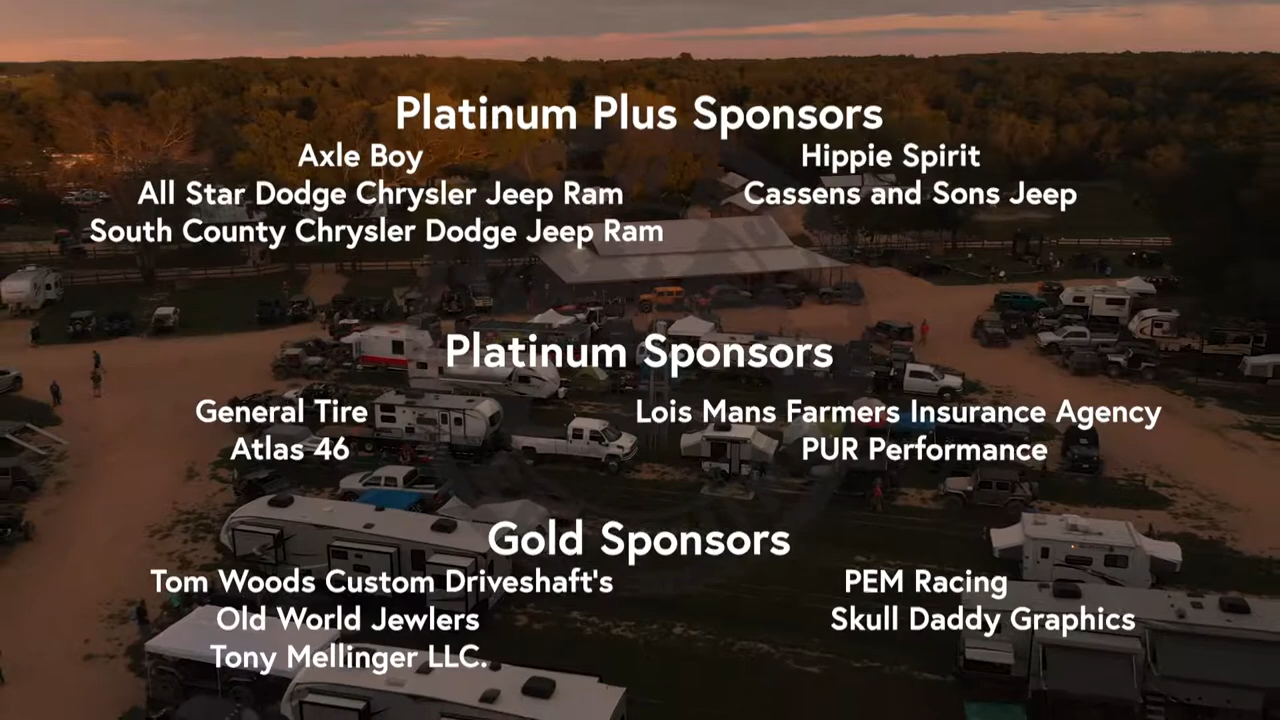 Platinum Plus Sponsors
Axle Boy
All Star Dodge Chrysler Jeep Ram
South County Chrysler Dodge Jeep Ram
Hippie Spirit
Cassens and Sons Jeep
Platinum Sponsors
General Tire
Atlas 46
Lois Mans Farmers Insurance Agency
PUR Performance
Gold Sponsors
Tom Woods Custom Driveshaft's
Old World Jewlers
Tony Mellinger LLC.
PEM Racing
Skull Daddy Graphics